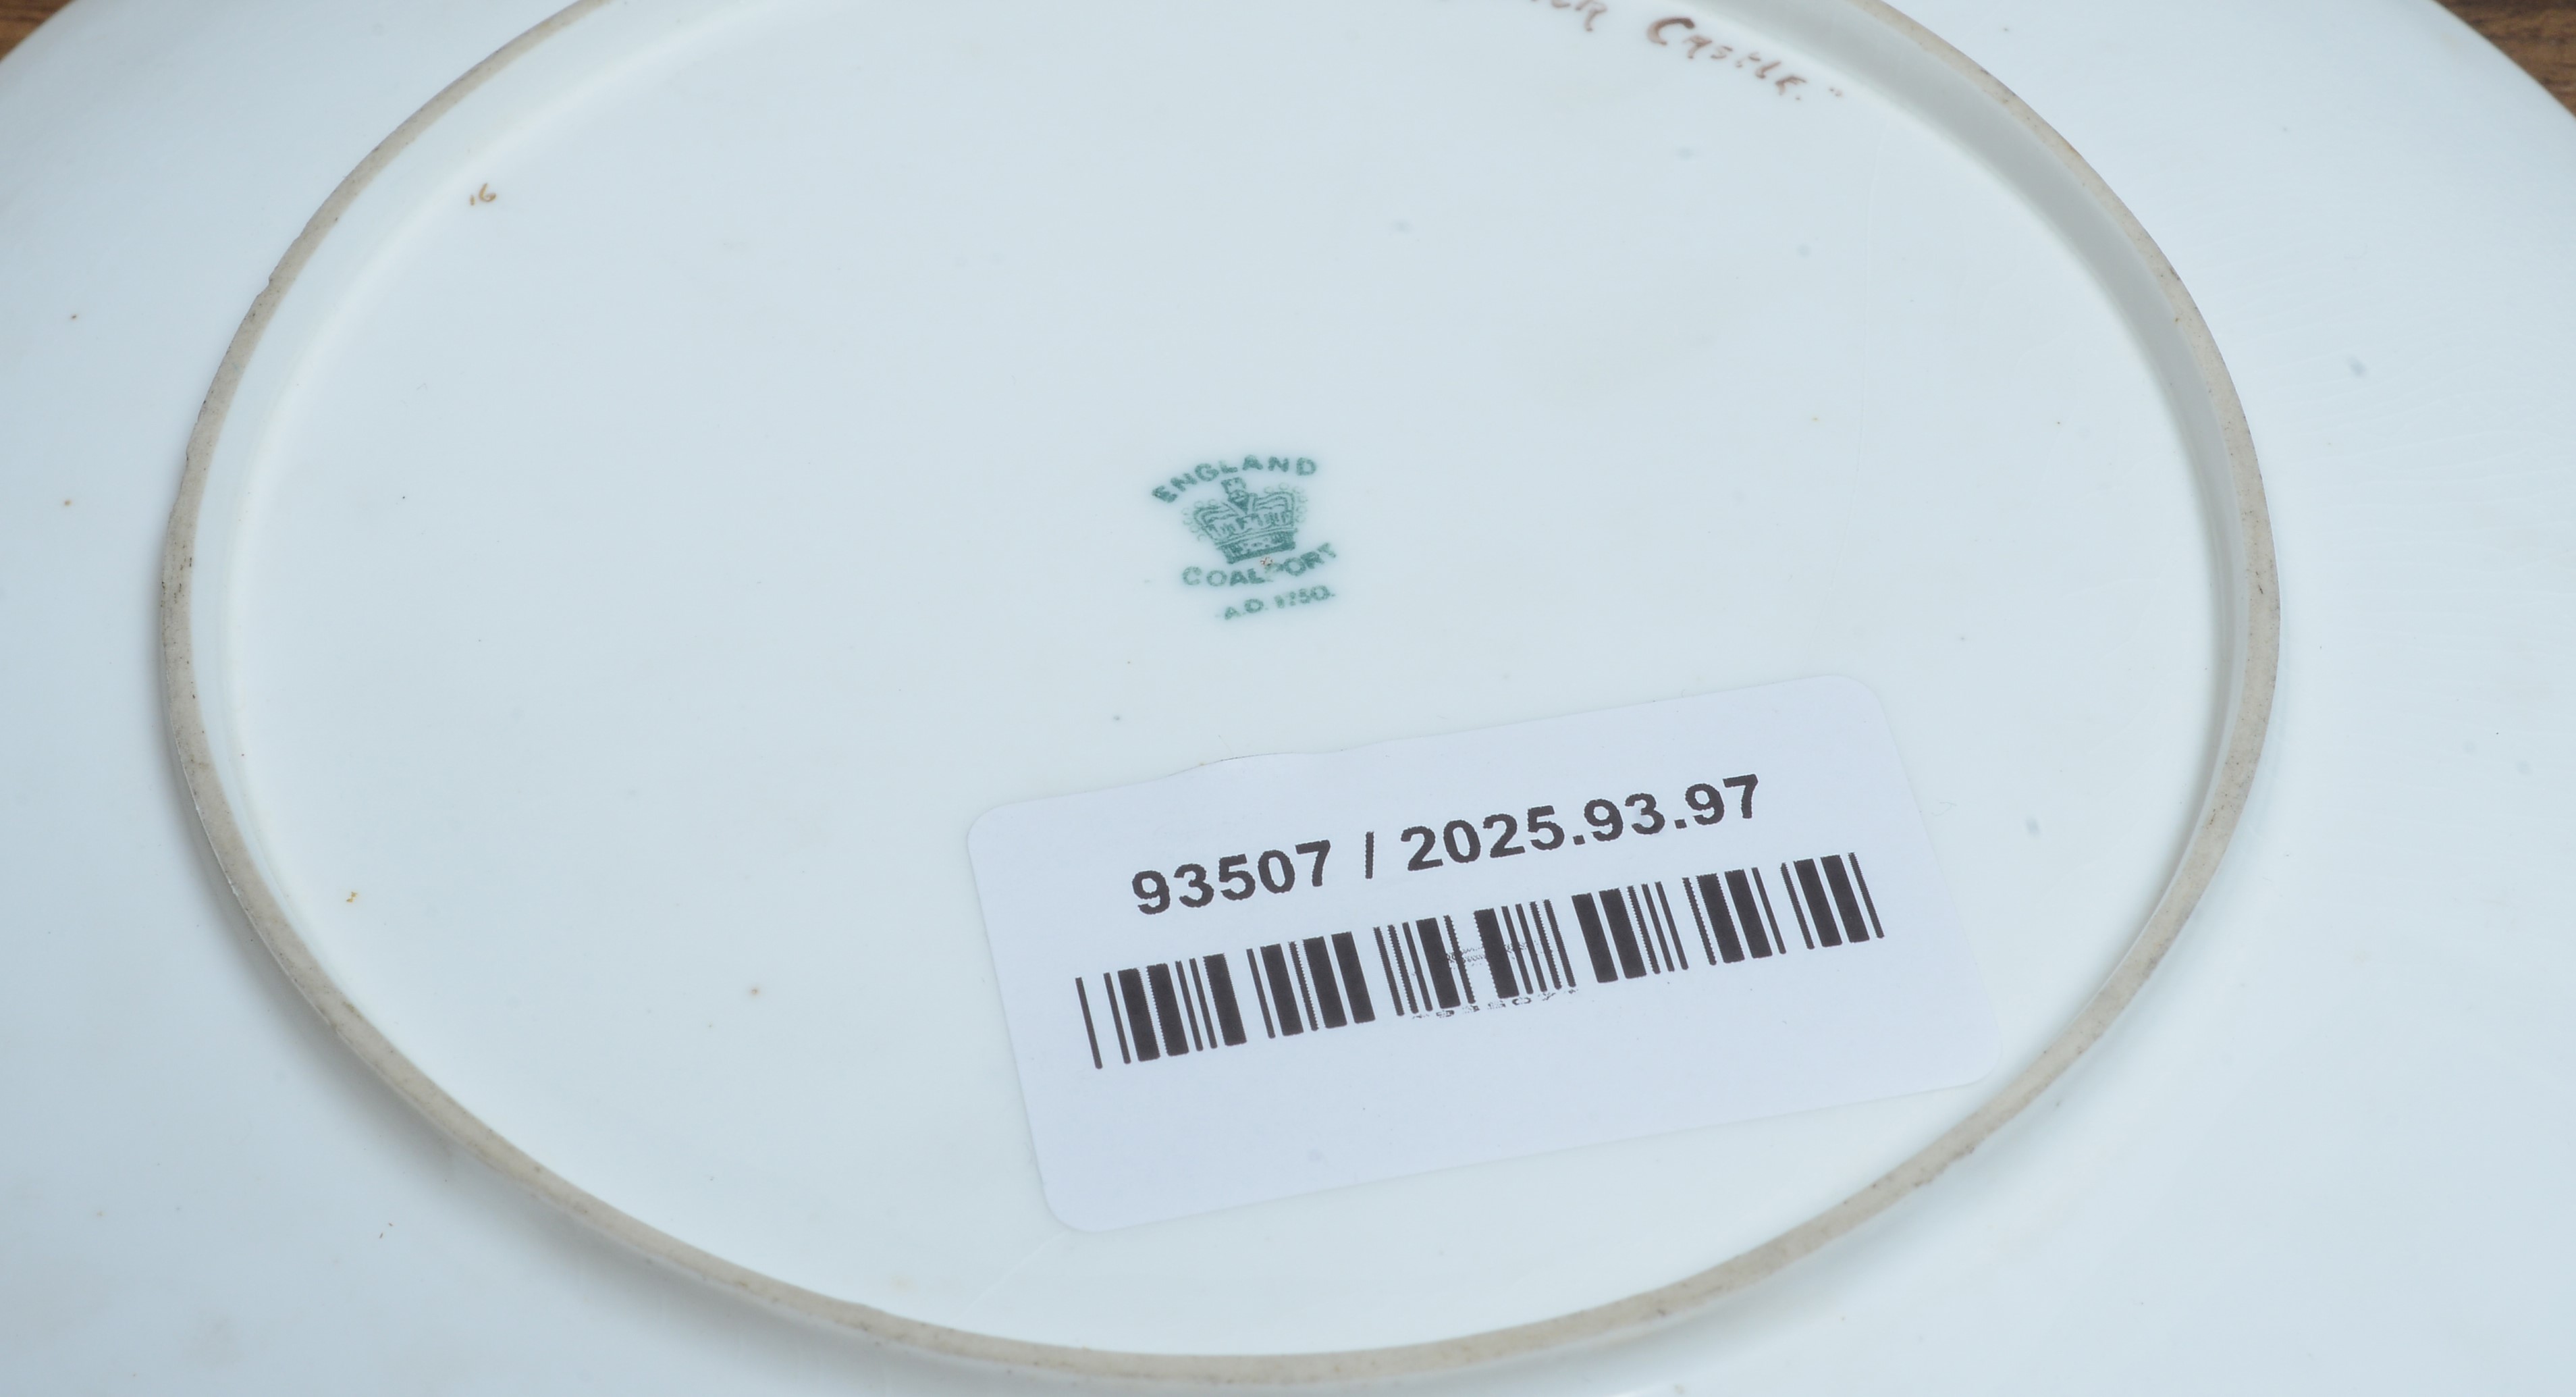 Castle."
16
ENGLAND
COALPORT
A.D. 1750.
93507 / 2025.93.97